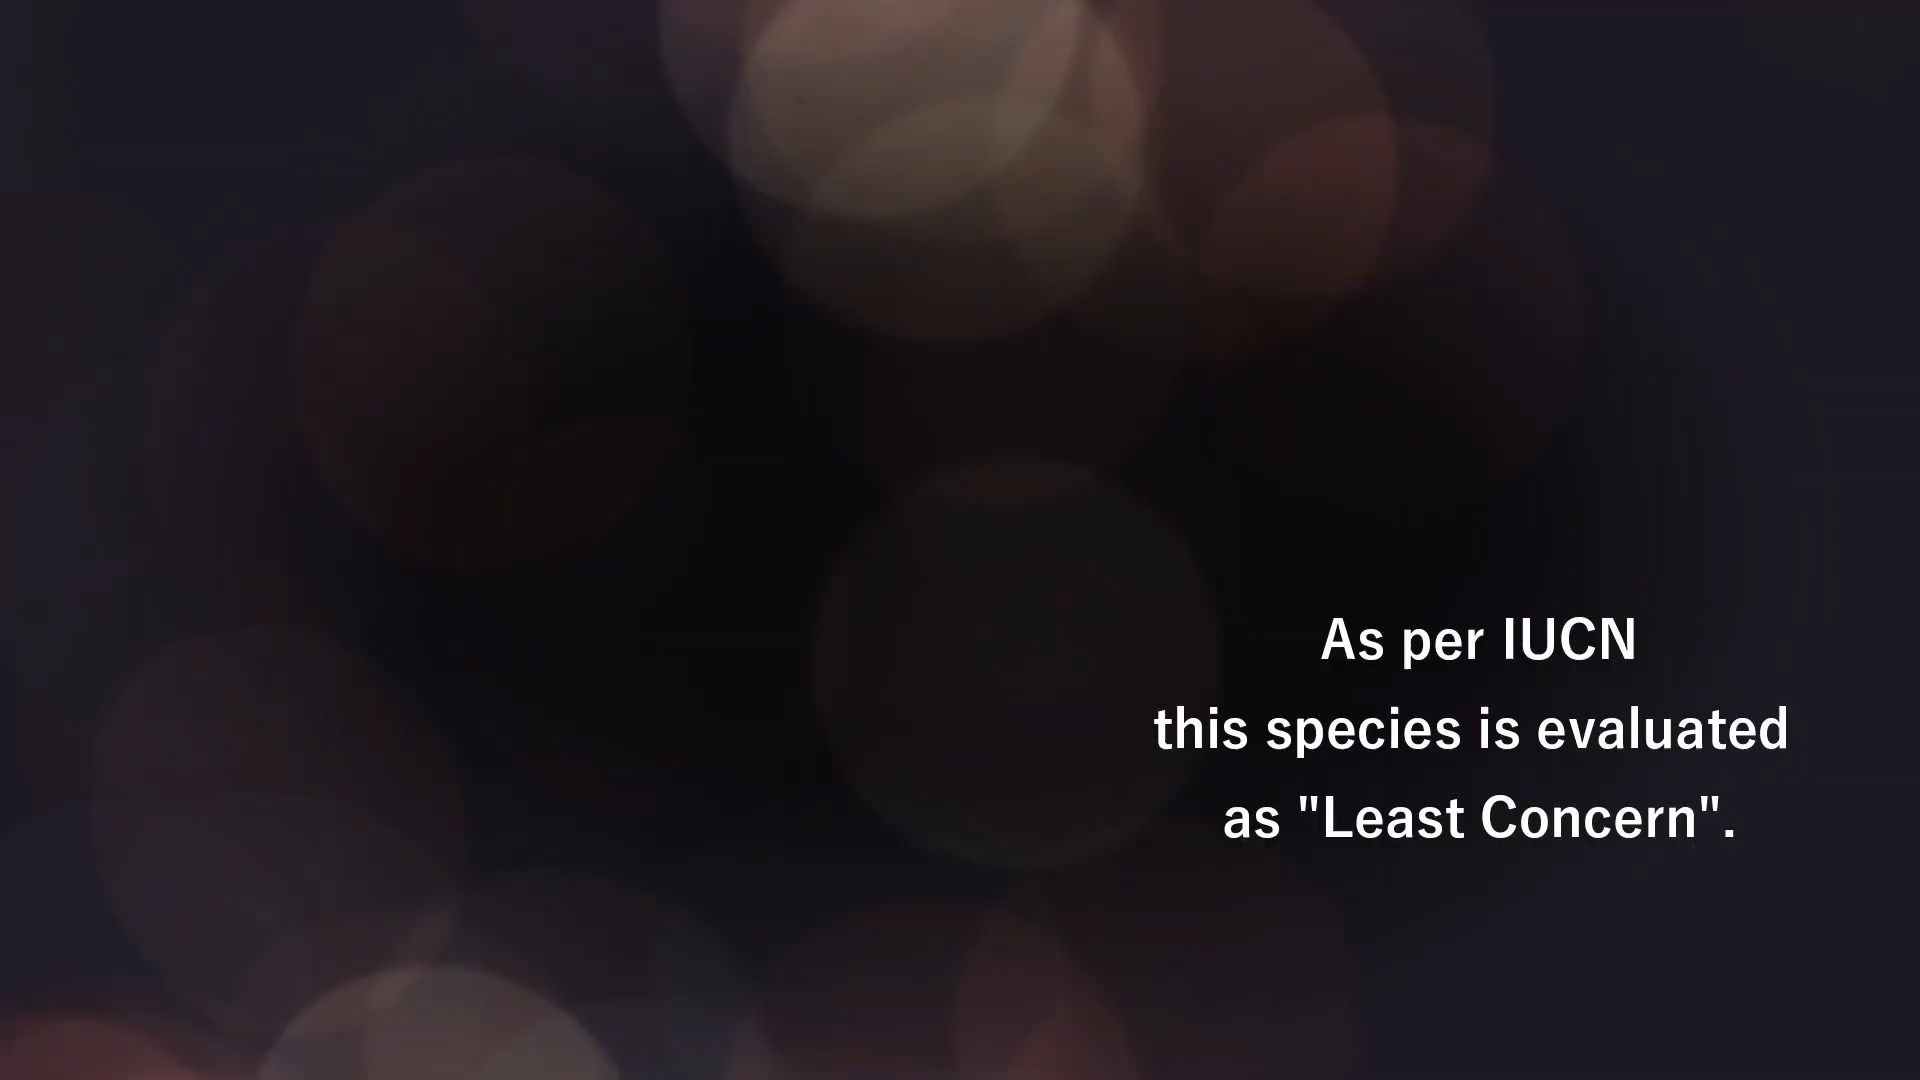 As per IUCN
this species is evaluated
as "Least Concern".